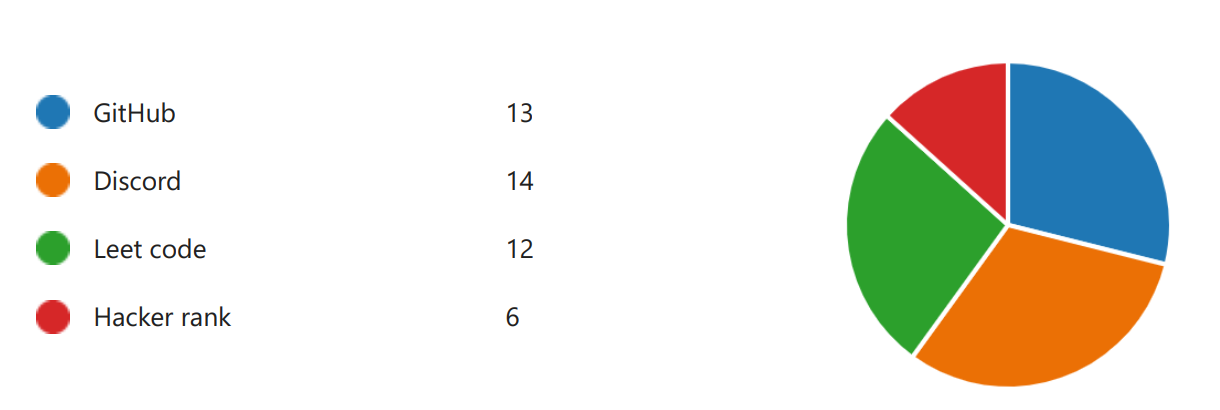 GitHub 13
Discord 14
Leet code 12
Hacker rank 6